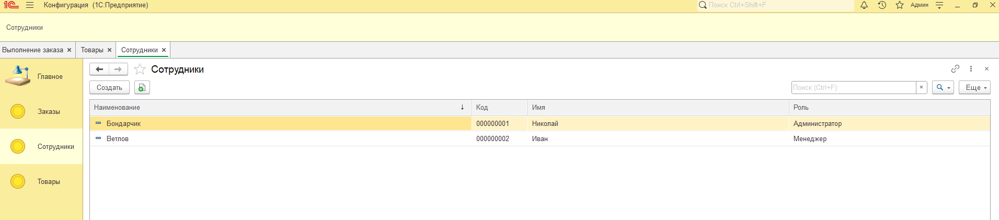 1С Конфигурация (1С:Предприятие) Поиск Ctrl+Shift+F Админ
Сотрудники
Выполнение заказа × Товары × Сотрудники ×
Главное
Заказы
Сотрудники
Товары
Сотрудники
Создать Поиск (Ctrl+F) × Еще
Наименование ↓ Код Имя Роль
Бондарчик 000000001 Николай Администратор
Ветлов 000000002 Иван Менеджер